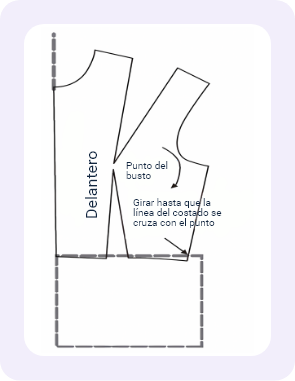 Delantero
Punto del
busto
Girar hasta que la
línea del costado se
cruza con el punto